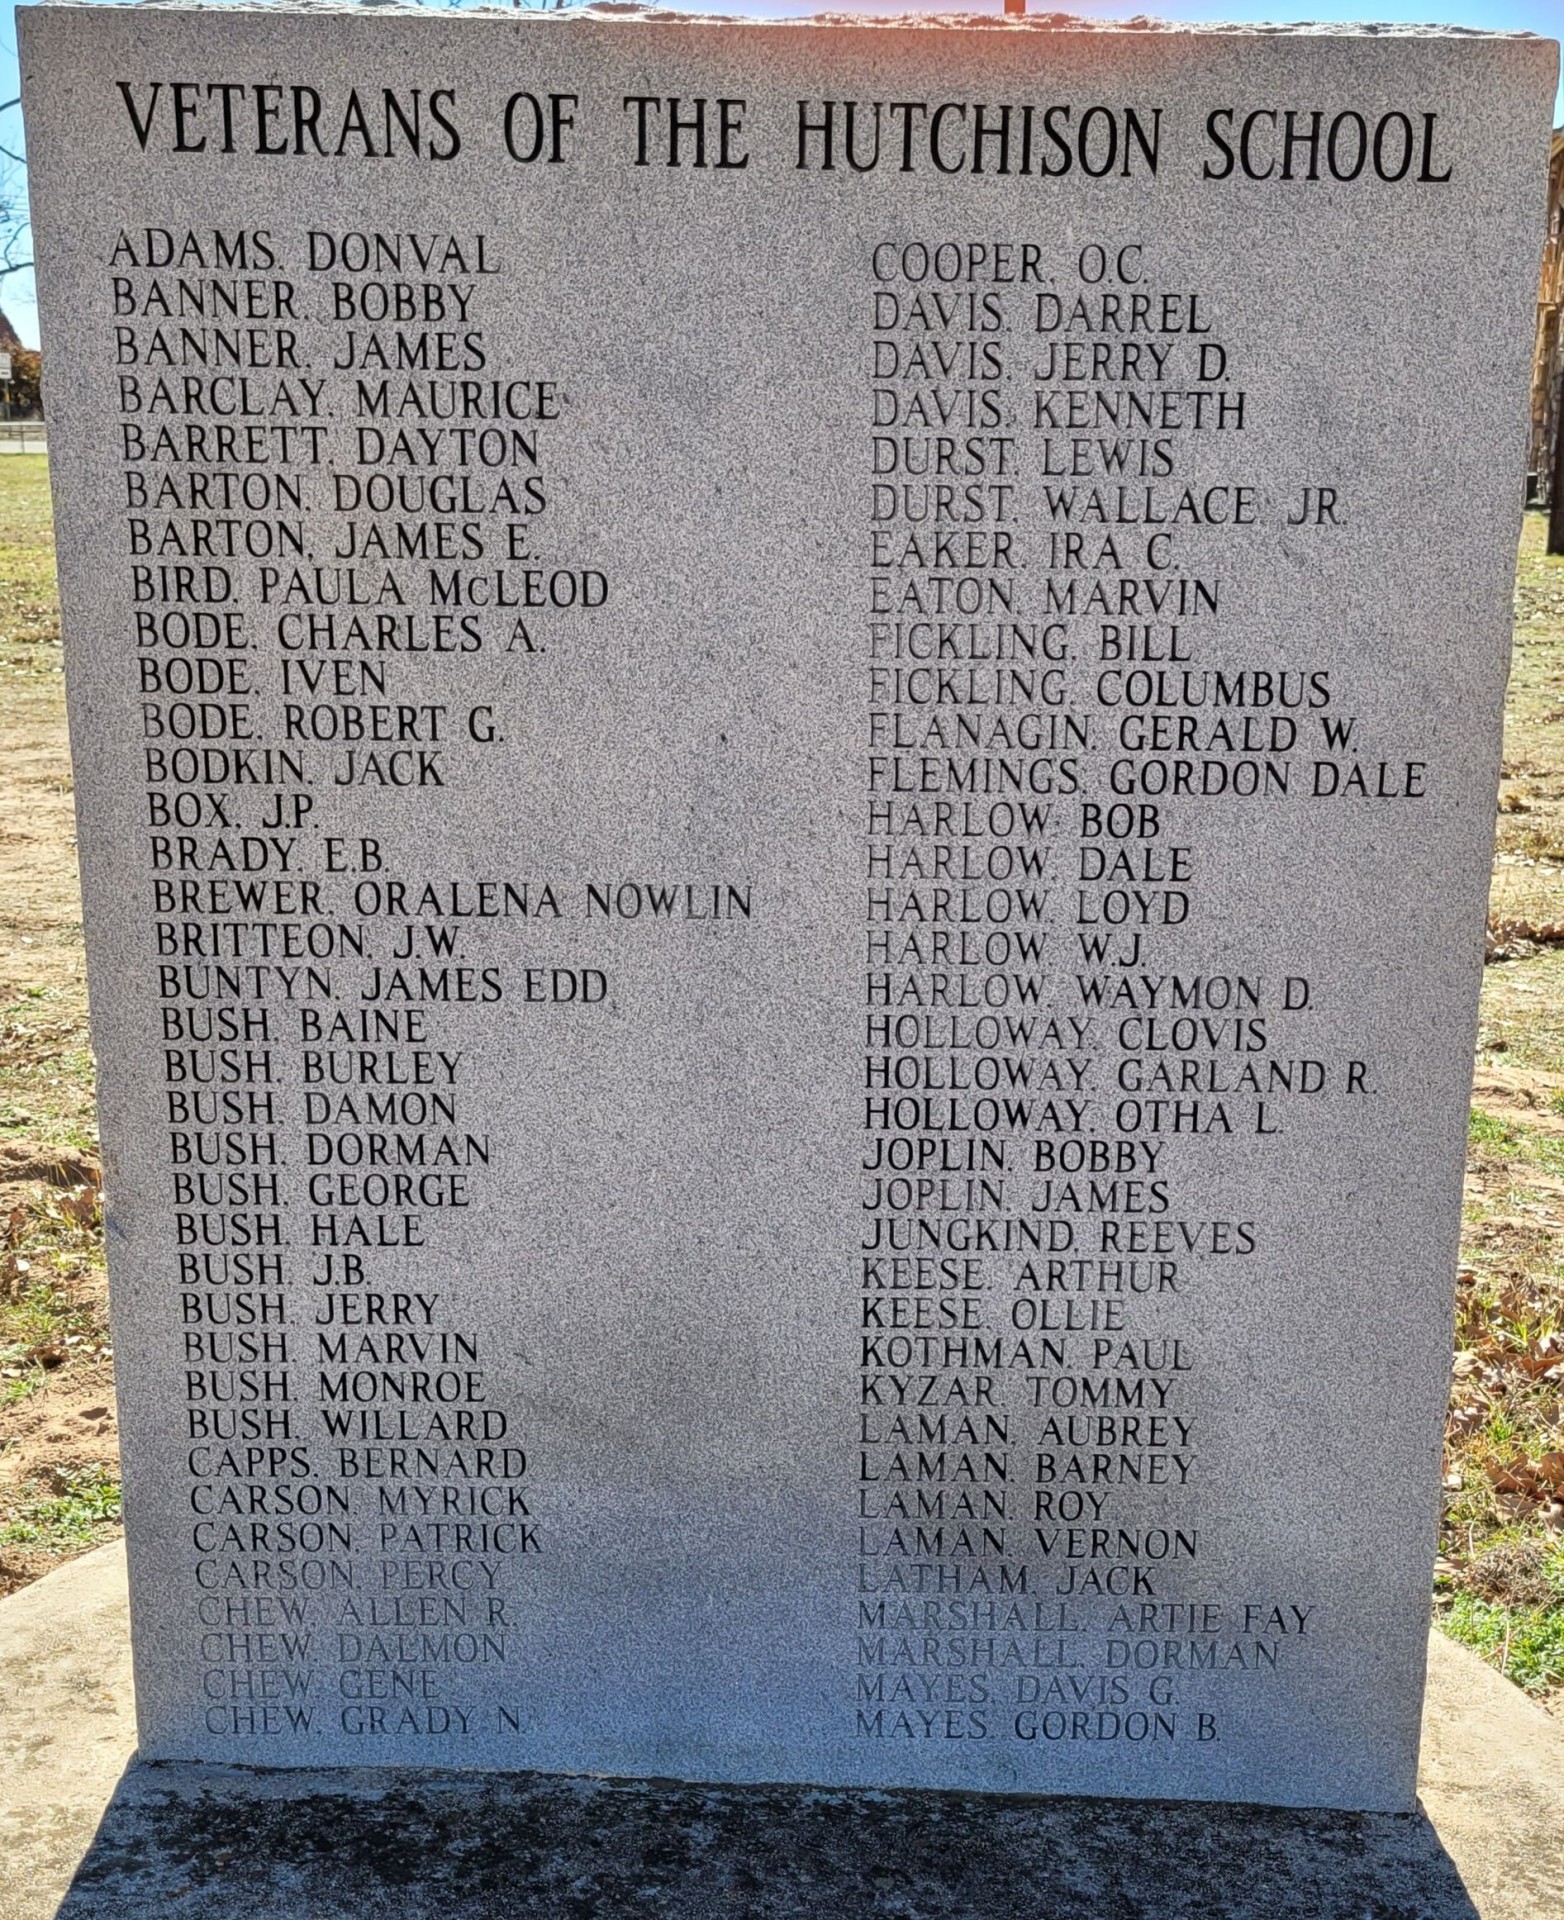 VETERANS OF THE HUTCHISON SCHOOL
ADAMS, DONVAL
BANNER, BOBBY
BANNER, JAMES
BARCLAY, MAURICE
BARRETT, DAYTON
BARTON, DOUGLAS
BARTON, JAMES E.
BIRD, PAULA McLEOD
BODE, CHARLES A.
BODE, IVEN
BODE, ROBERT G.
BODKIN, JACK
BOX, J.P.
BRADY, E.B.
BREWER, ORALENA NOWLIN
BRITTEON, J.W.
BUNTYN, JAMES EDD
BUSH, BAINE
BUSH, BURLEY
BUSH, DAMON
BUSH, DORMAN
BUSH, GEORGE
BUSH, HALE
BUSH, J.B.
BUSH, JERRY
BUSH, MARVIN
BUSH, MONROE
BUSH, WILLARD
CAPPS, BERNARD
CARSON, MYRICK
CARSON, PATRICK
CARSON, PERCY
CHEW, ALLEN R.
CHEW, DALMON
CHEW, GENE
CHEW, GRADY N.
COOPER, O.C.
DAVIS, DARREL
DAVIS, JERRY D.
DAVIS, KENNETH
DURST, LEWIS
DURST, WALLACE, JR.
EAKER, IRA C.
EATON, MARVIN
FICKLING, BILL
FICKLING, COLUMBUS
FLANAGIN, GERALD W.
FLEMINGS, GORDON DALE
HARLOW, BOB
HARLOW, DALE
HARLOW, LOYD
HARLOW, W.J.
HARLOW, WAYMON D.
HOLLOWAY, CLOVIS
HOLLOWAY, GARLAND R.
HOLLOWAY, OTHA L.
JOPLIN, BOBBY
JOPLIN, JAMES
JUNGKIND, REEVES
KEESE, ARTHUR
KEESE, OLLIE
KOTHMAN, PAUL
KYZAR, TOMMY
LAMAN, AUBREY
LAMAN, BARNEY
LAMAN, ROY
LAMAN, VERNON
LATHAM, JACK
MARSHALL, ARTIE FAY
MARSHALL, DORMAN
MAYES, DAVIS G.
MAYES, GORDON B.